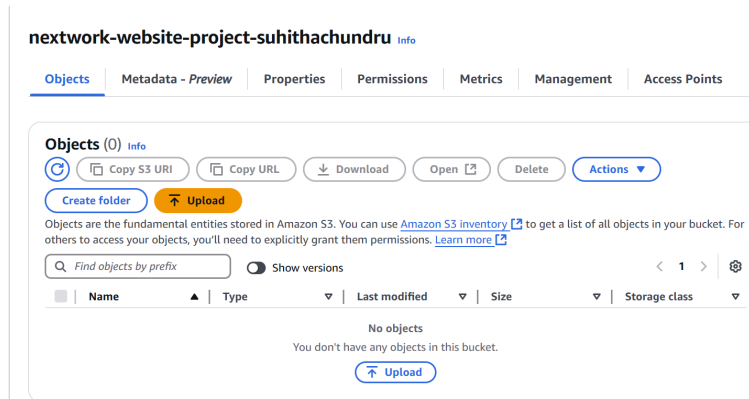 nextwork-website-project-suhithachundru Info
Objects Metadata - Preview Properties Permissions Metrics Management Access Points
Objects (0) Info
Copy S3 URI Copy URL Download Open Delete Actions
Create folder Upload
Objects are the fundamental entities stored in Amazon S3. You can use Amazon S3 inventory to get a list of all objects in your bucket. For
others to access your objects, you'll need to explicitly grant them permissions. Learn more
Find objects by prefix Show versions 1
Name Type Last modified Size Storage class
No objects
You don't have any objects in this bucket.
Upload